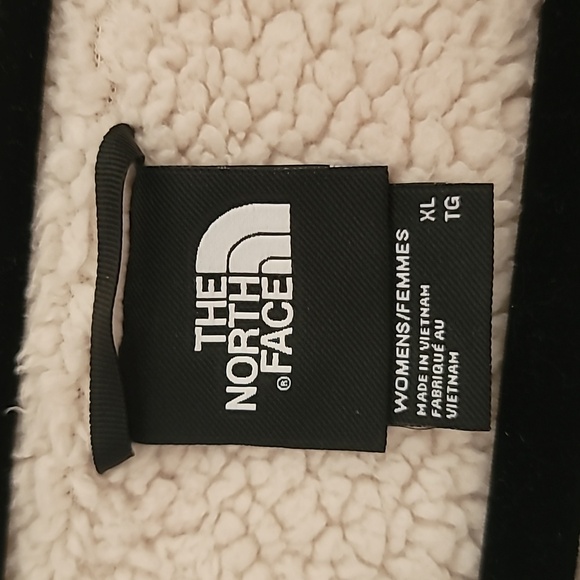 THE
NORTH
®FACE
WOMENS/FEMMES XL
MADE IN VIETNAM TG
FABRIQUÉ AU
VIETNAM